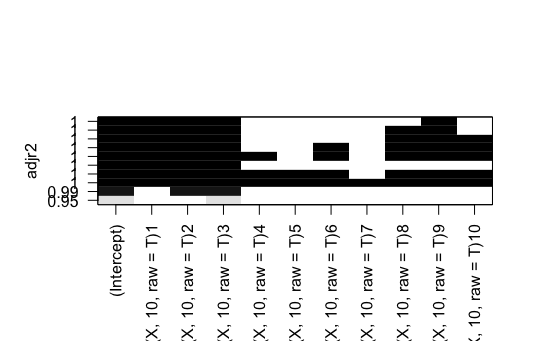 adjr2
1
1
1
1
1
1
1
1
0.99
0.95
(Intercept)
(X, 10, raw = T)1
(X, 10, raw = T)2
(X, 10, raw = T)3
(X, 10, raw = T)4
(X, 10, raw = T)5
(X, 10, raw = T)6
(X, 10, raw = T)7
(X, 10, raw = T)8
(X, 10, raw = T)9
X, 10, raw = T)10